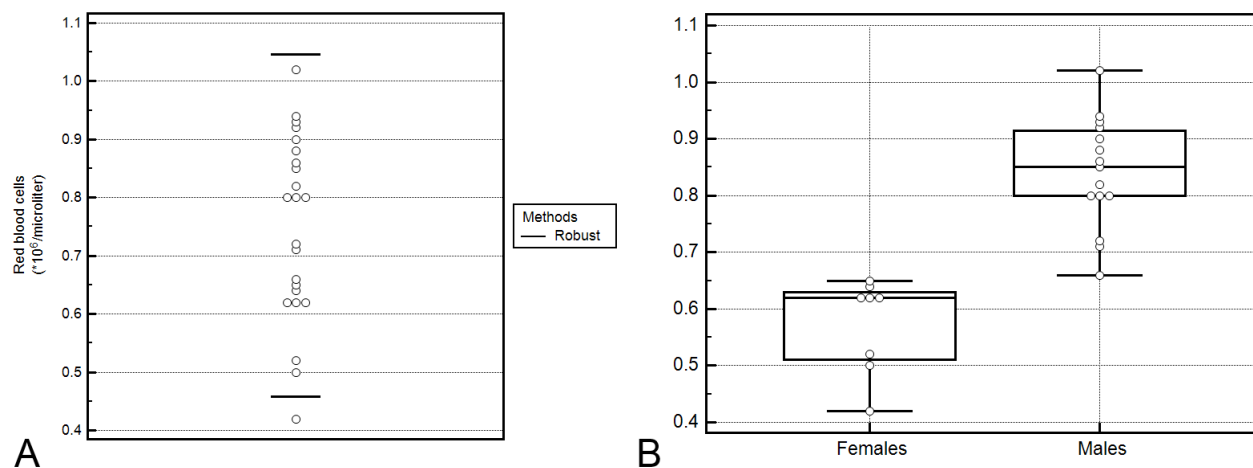 1.1
1.0
0.9
0.8
0.7
0.6
0.5
0.4
Red blood cells
(*10⁶/microliter)
Methods
Robust
A
1.1
1.0
0.9
0.8
0.7
0.6
0.5
0.4
Females Males
B